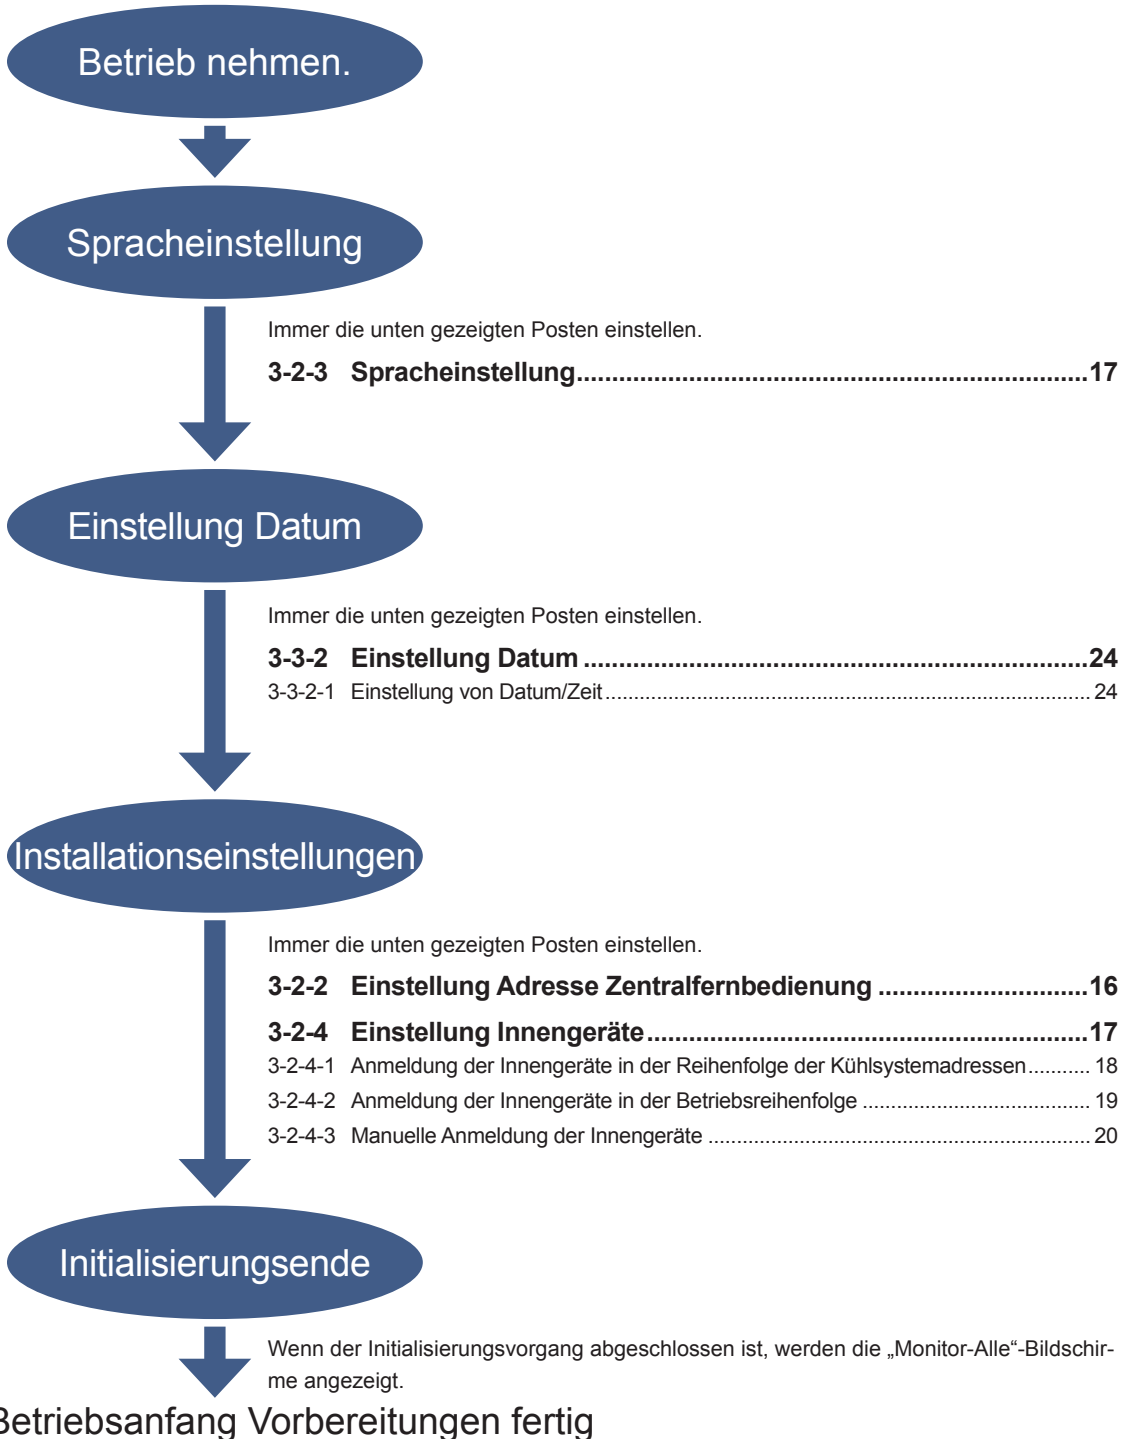 Betrieb nehmen.
Spracheinstellung
Immer die unten gezeigten Posten einstellen.
3-2-3 Spracheinstellung.........................................................................17
Einstellung Datum
Immer die unten gezeigten Posten einstellen.
3-3-2 Einstellung Datum ........................................................................24
3-3-2-1 Einstellung von Datum/Zeit .................................................................................... 24
Installationseinstellungen
Immer die unten gezeigten Posten einstellen.
3-2-2 Einstellung Adresse Zentralfernbedienung ..............................16
3-2-4 Einstellung Innengeräte...............................................................17
3-2-4-1 Anmeldung der Innengeräte in der Reihenfolge der Kühlsystemadressen........... 18
3-2-4-2 Anmeldung der Innengeräte in der Betriebsreihenfolge ........................................ 19
3-2-4-3 Manuelle Anmeldung der Innengeräte .................................................................. 20
Initialisierungsende
Wenn der Initialisierungsvorgang abgeschlossen ist, werden die „Monitor-Alle“-Bildschir-
me angezeigt.
Betriebsanfang Vorbereitungen fertig